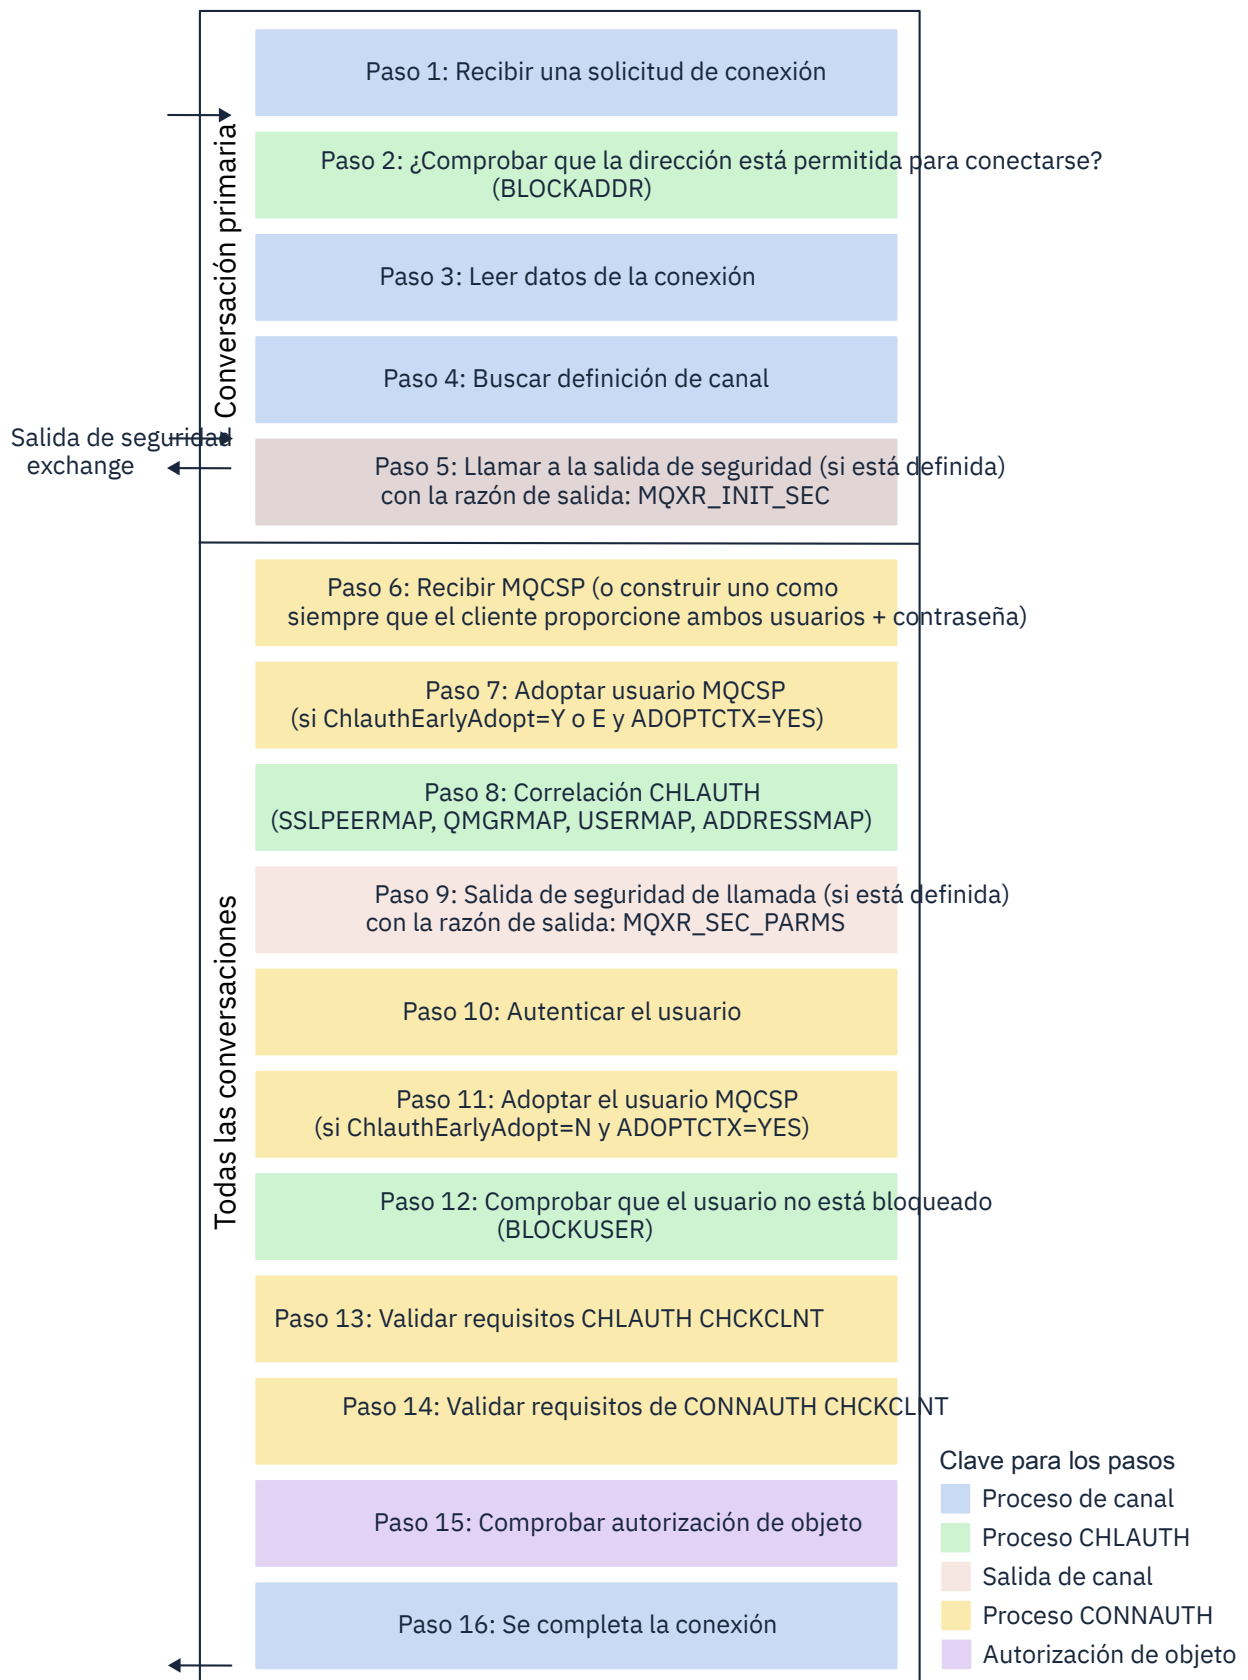 Conversación primaria
Paso 1: Recibir una solicitud de conexión
Paso 2: ¿Comprobar que la dirección está permitida para conectarse?
(BLOCKADDR)
Paso 3: Leer datos de la conexión
Paso 4: Buscar definición de canal
Salida de seguridad
exchange
Paso 5: Llamar a la salida de seguridad (si está definida)
con la razón de salida: MQXR_INIT_SEC
Todas las conversaciones
Paso 6: Recibir MQCSP (o construir uno como
siempre que el cliente proporcione ambos usuarios + contraseña)
Paso 7: Adoptar usuario MQCSP
(si ChlauthEarlyAdopt=Y o E y ADOPTCTX=YES)
Paso 8: Correlación CHLAUTH
(SSLPEERMAP, QMGRMAP, USERMAP, ADDRESSMAP)
Paso 9: Salida de seguridad de llamada (si está definida)
con la razón de salida: MQXR_SEC_PARMS
Paso 10: Autenticar el usuario
Paso 11: Adoptar el usuario MQCSP
(si ChlauthEarlyAdopt=N y ADOPTCTX=YES)
Paso 12: Comprobar que el usuario no está bloqueado
(BLOCKUSER)
Paso 13: Validar requisitos CHLAUTH CHCKCLNT
Paso 14: Validar requisitos de CONNAUTH CHCKCLNT
Paso 15: Comprobar autorización de objeto
Paso 16: Se completa la conexión
Clave para los pasos
Proceso de canal
Proceso CHLAUTH
Salida de canal
Proceso CONNAUTH
Autorización de objeto